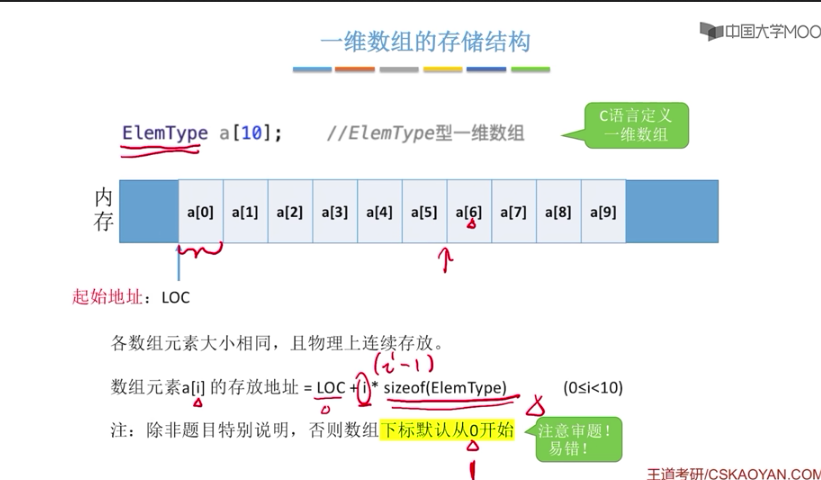 一维数组的存储结构
中国大学MOO
ElemType a[10]; //ElemType型一维数组
C语言定义
一维数组
内存
a[0] a[1] a[2] a[3] a[4] a[5] a[6] a[7] a[8] a[9]
起始地址：LOC
各数组元素大小相同，且物理上连续存放。
(i-1)
数组元素a[i] 的存放地址 = LOC + i * sizeof(ElemType) (0≤i<10)
注：除非题目特别说明，否则数组下标默认从0开始
注意审题！
易错！
1
王道考研/CSKAOYAN.COM